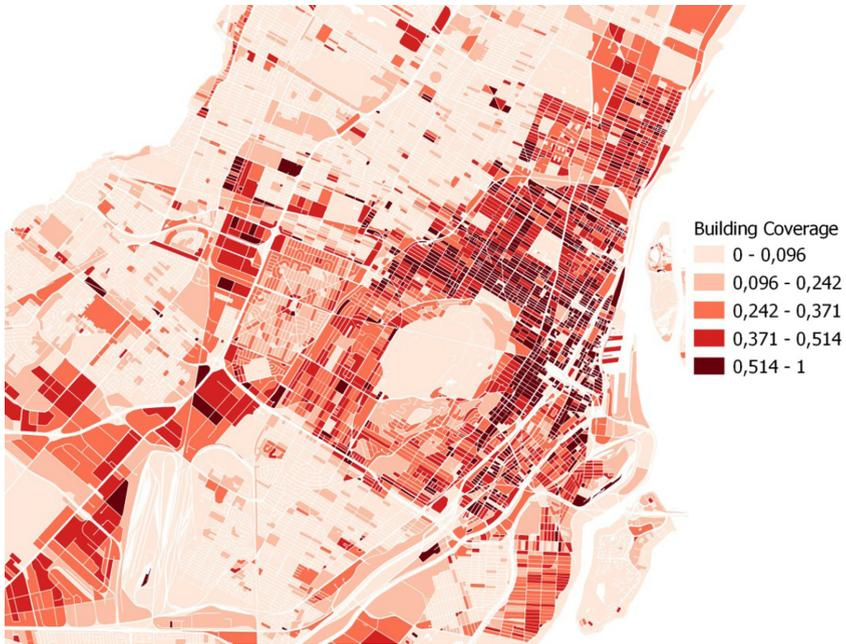 Building Coverage
0 - 0,096
0,096 - 0,242
0,242 - 0,371
0,371 - 0,514
0,514 - 1